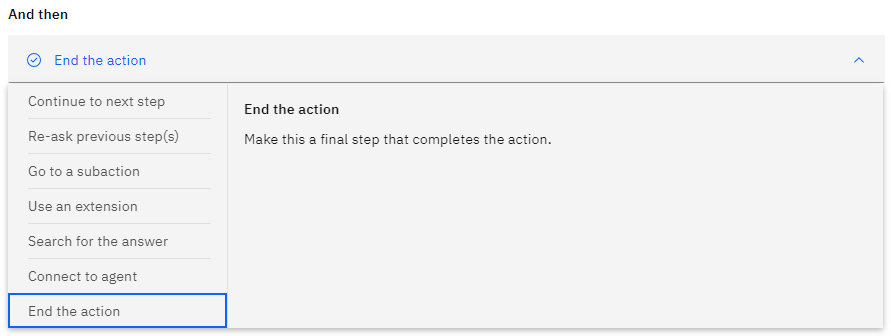 And then
End the action
Continue to next step
Re-ask previous step(s)
Go to a subaction
Use an extension
Search for the answer
Connect to agent
End the action
End the action
Make this a final step that completes the action.